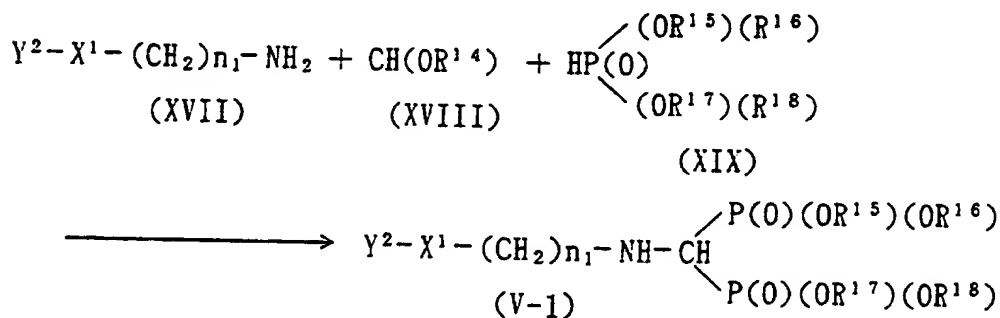 (OR¹⁵)(R¹⁶)
Y²-X¹-(CH₂)n₁-NH₂ + CH(OR¹⁴) + HP(O)
(OR¹⁷)(R¹⁸)
(XVII) (XVIII)
(XIX)
P(O)(OR¹⁵)(OR¹⁶)
Y²-X¹-(CH₂)n₁-NH-CH
P(O)(OR¹⁷)(OR¹⁸)
(V-1)